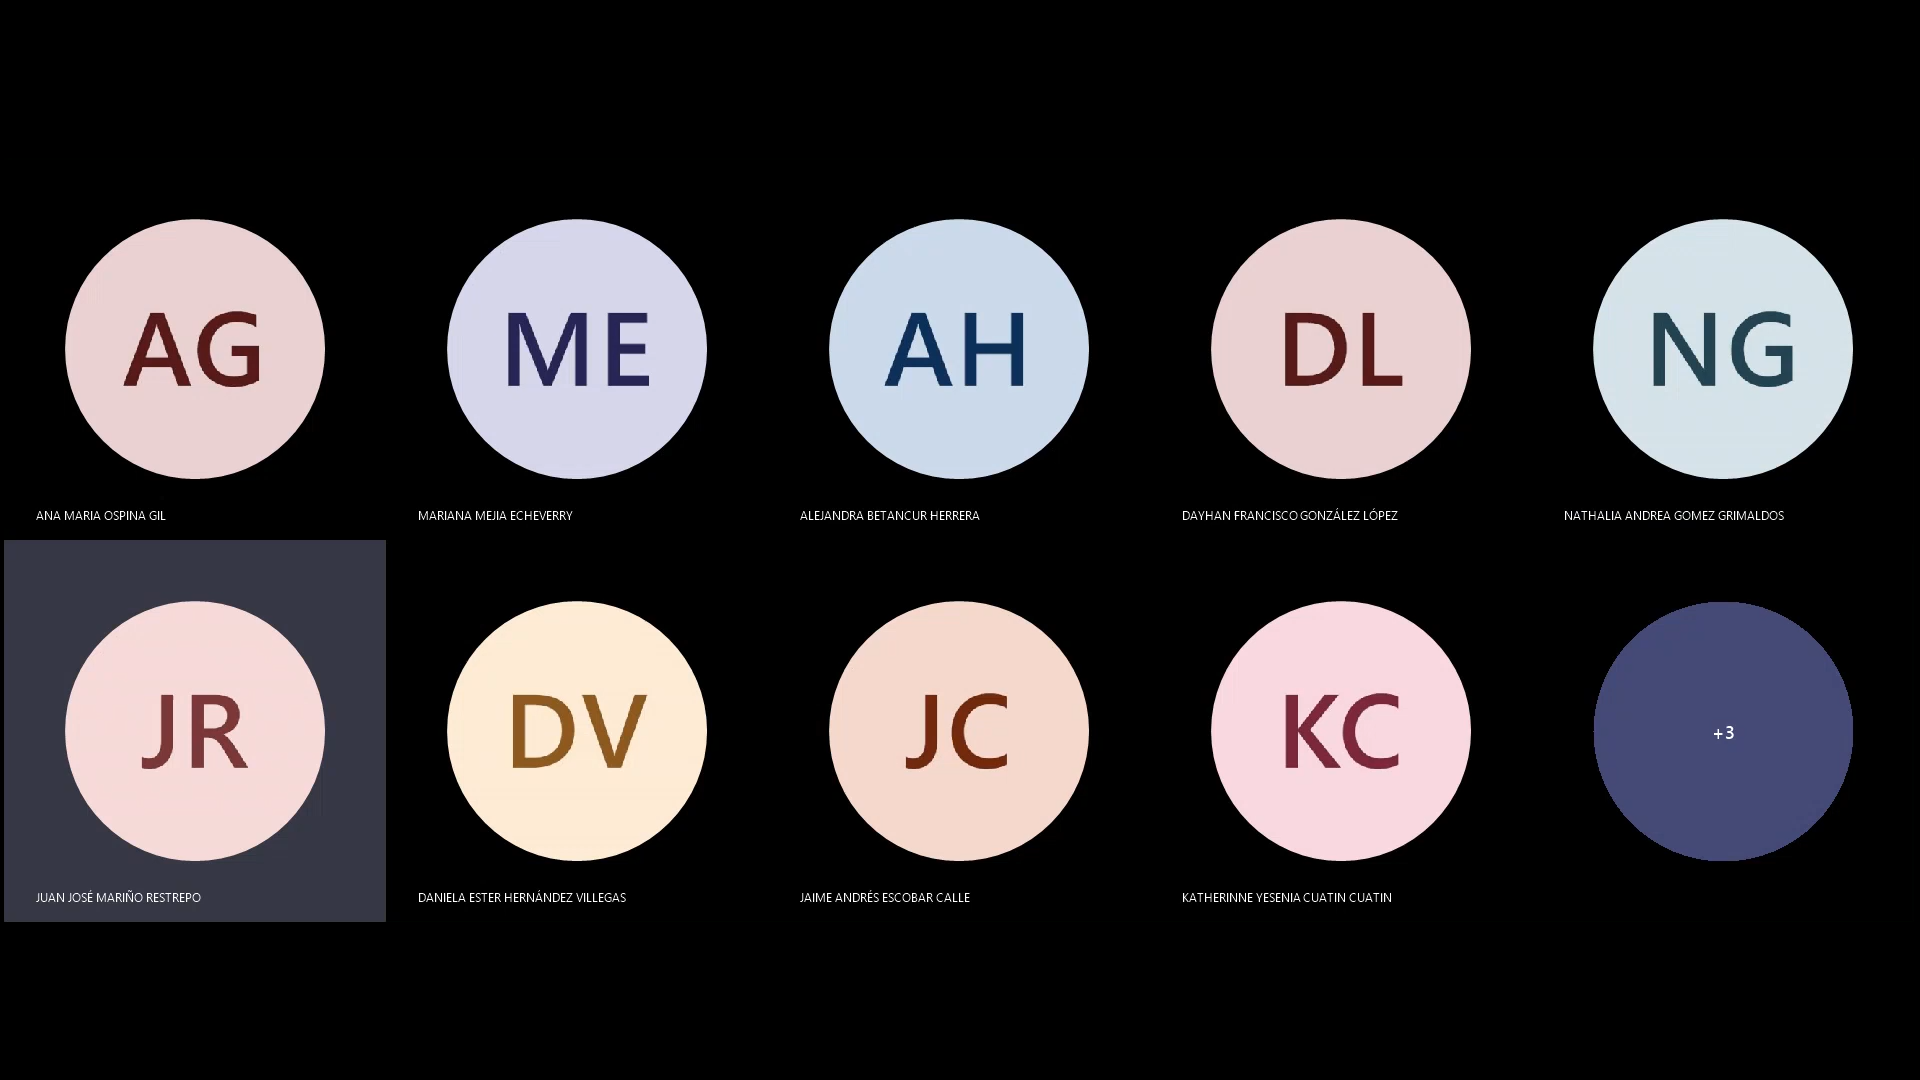 AG
ME
AH
DL
NG
ANA MARIA OSPINA GIL
MARIANA MEJIA ECHEVERRY
ALEJANDRA BETANCUR HERRERA
DAYHAN FRANCISCO GONZÁLEZ LÓPEZ
NATHALIA ANDREA GOMEZ GRIMALDOS
JR
DV
JC
KC
+3
JUAN JOSÉ MARIÑO RESTREPO
DANIELA ESTER HERNÁNDEZ VILLEGAS
JAIME ANDRÉS ESCOBAR CALLE
KATHERINNE YESENIA CUATIN CUATIN